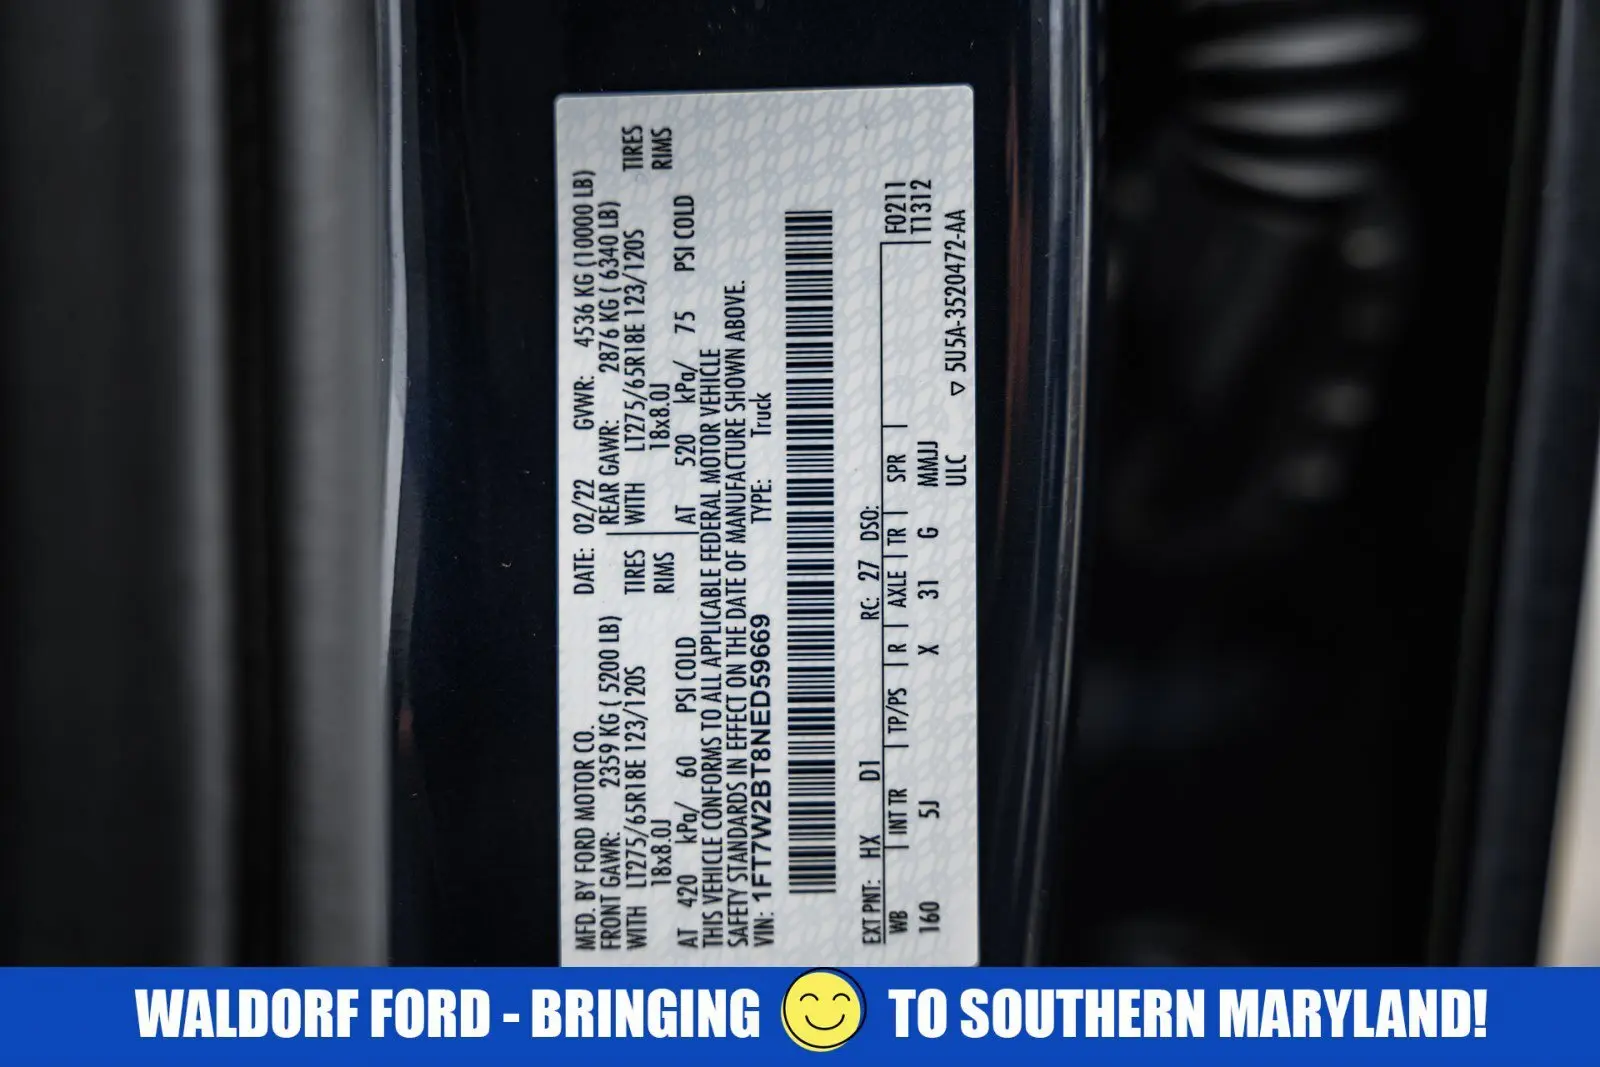 MFD. BY FORD MOTOR CO.
DATE: 02/22 GVWR: 4536 KG (10000 LB)
FRONT GAWR: 2359 KG ( 5200 LB)
REAR GAWR: 2876 KG ( 6340 LB)
WITH LT275/65R18E 123/120S TIRES
WITH LT275/65R18E 123/120S TIRES
18x8.0J RIMS
18x8.0J RIMS
AT 420 kPa/ 60 PSI COLD
AT 520 kPa/ 75 PSI COLD
THIS VEHICLE CONFORMS TO ALL APPLICABLE FEDERAL MOTOR VEHICLE
SAFETY STANDARDS IN EFFECT ON THE DATE OF MANUFACTURE SHOWN ABOVE.
VIN: 1FT7W2BT8NED59669 TYPE: Truck
EXT PNT: HX D1 RC: 27 DSO:
F0211
WB INT TR TP/PS R AXLE TR SPR
T1312
160 5J X 31 G MMJJ
ULC ▽ 5U5A-3520472-AA
WALDORF FORD - BRINGING TO SOUTHERN MARYLAND!